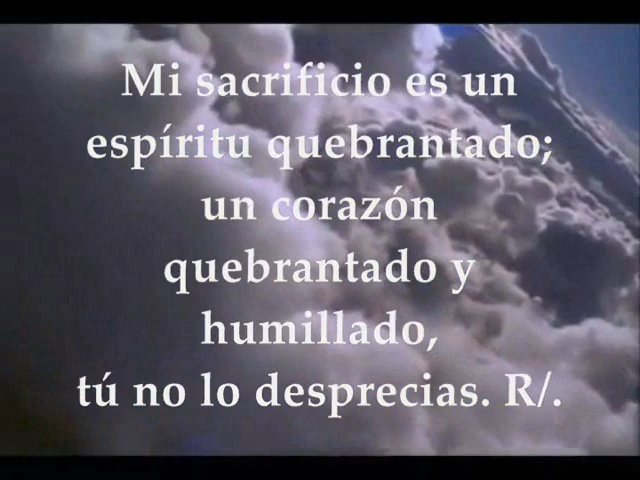 Mi sacrificio es un
espíritu quebrantado;
un corazón
quebrantado y
humillado,
tú no lo desprecias. R/.